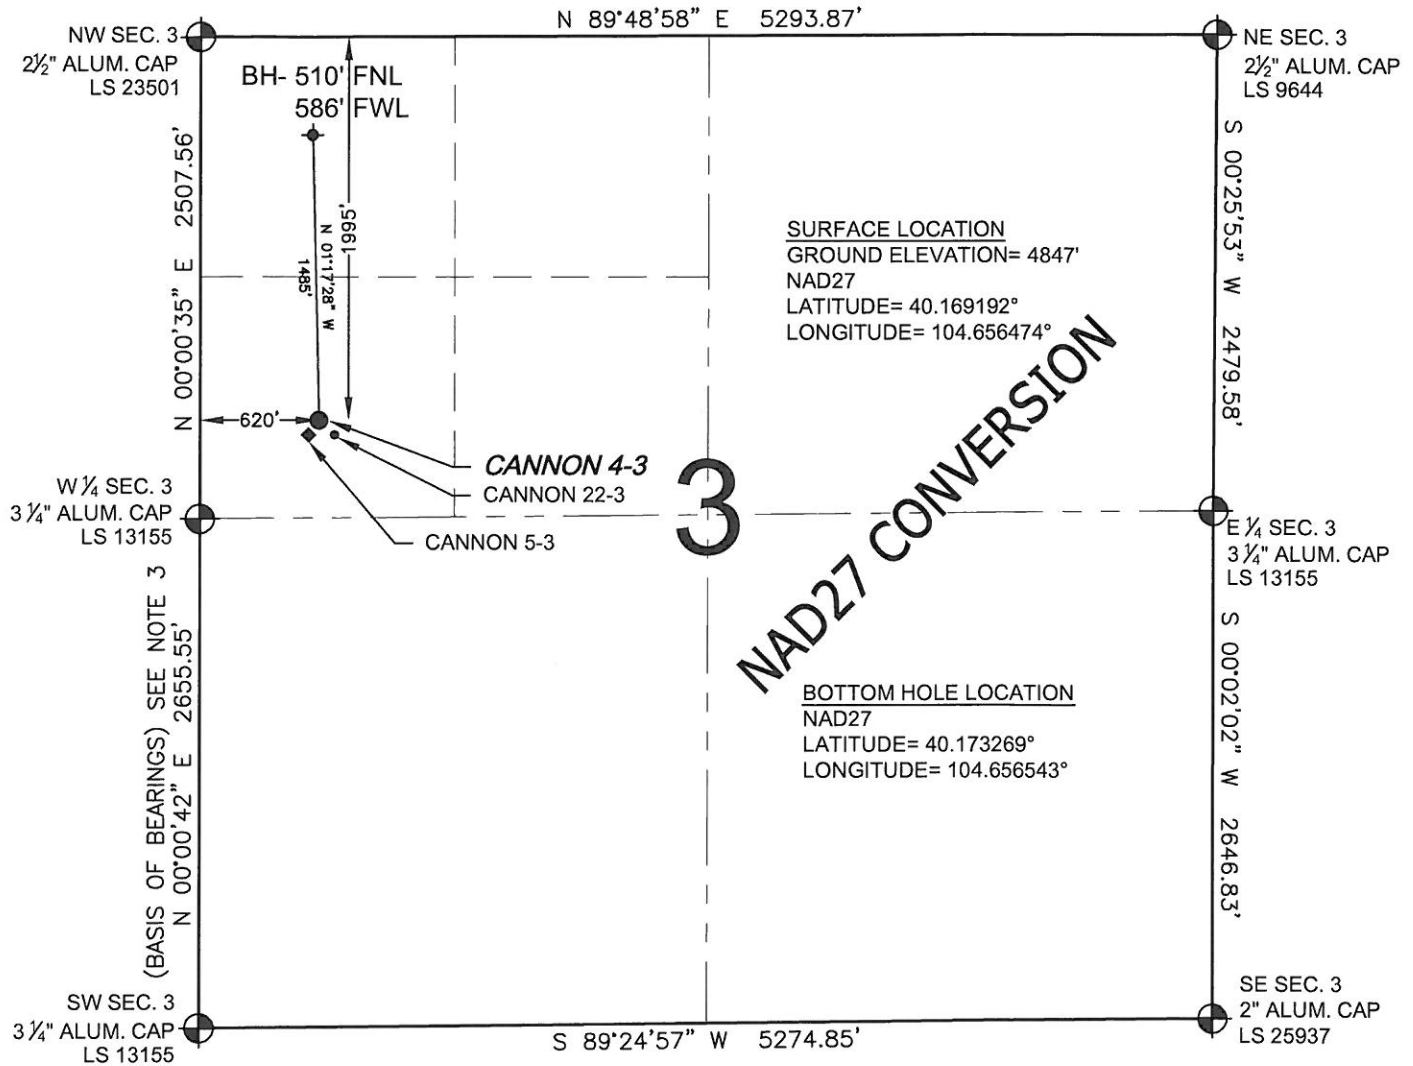 N 89°48'58" E 5293.87'
NW SEC. 3
2½" ALUM. CAP
LS 23501
NE SEC. 3
2½" ALUM. CAP
LS 9644
BH- 510' FNL
586' FWL
N 00°00'35" E 2507.56'
1995'
N 01°17'28" W
1485'
S 00°25'53" W 2479.58'
SURFACE LOCATION
GROUND ELEVATION= 4847'
NAD27
LATITUDE= 40.169192°
LONGITUDE= 104.656474°
620'
CANNON 4-3
CANNON 22-3
CANNON 5-3
3
NAD27 CONVERSION
W ¼ SEC. 3
3 ¼" ALUM. CAP
LS 13155
E ¼ SEC. 3
3 ¼" ALUM. CAP
LS 13155
(BASIS OF BEARINGS) SEE NOTE 3
N 00°00'42" E 2655.55'
S 00°02'02" W 2646.83'
BOTTOM HOLE LOCATION
NAD27
LATITUDE= 40.173269°
LONGITUDE= 104.656543°
SW SEC. 3
3 ¼" ALUM. CAP
LS 13155
SE SEC. 3
2" ALUM. CAP
LS 25937
S 89°24'57" W 5274.85'